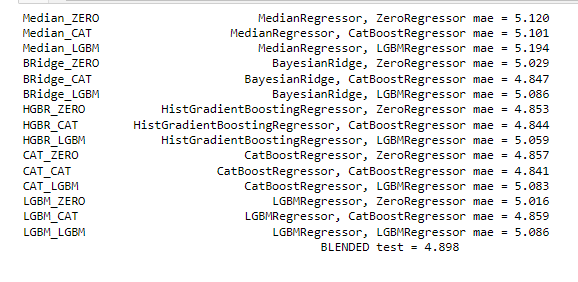 Median_ZERO MedianRegressor, ZeroRegressor mae = 5.120
Median_CAT MedianRegressor, CatBoostRegressor mae = 5.101
Median_LGBM MedianRegressor, LGBMRegressor mae = 5.194
BRidge_ZERO BayesianRidge, ZeroRegressor mae = 5.029
BRidge_CAT BayesianRidge, CatBoostRegressor mae = 4.847
BRidge_LGBM BayesianRidge, LGBMRegressor mae = 5.086
HGBR_ZERO HistGradientBoostingRegressor, ZeroRegressor mae = 4.853
HGBR_CAT HistGradientBoostingRegressor, CatBoostRegressor mae = 4.844
HGBR_LGBM HistGradientBoostingRegressor, LGBMRegressor mae = 5.059
CAT_ZERO CatBoostRegressor, ZeroRegressor mae = 4.857
CAT_CAT CatBoostRegressor, CatBoostRegressor mae = 4.841
CAT_LGBM CatBoostRegressor, LGBMRegressor mae = 5.083
LGBM_ZERO LGBMRegressor, ZeroRegressor mae = 5.016
LGBM_CAT LGBMRegressor, CatBoostRegressor mae = 4.859
LGBM_LGBM LGBMRegressor, LGBMRegressor mae = 5.086
BLENDED test = 4.898